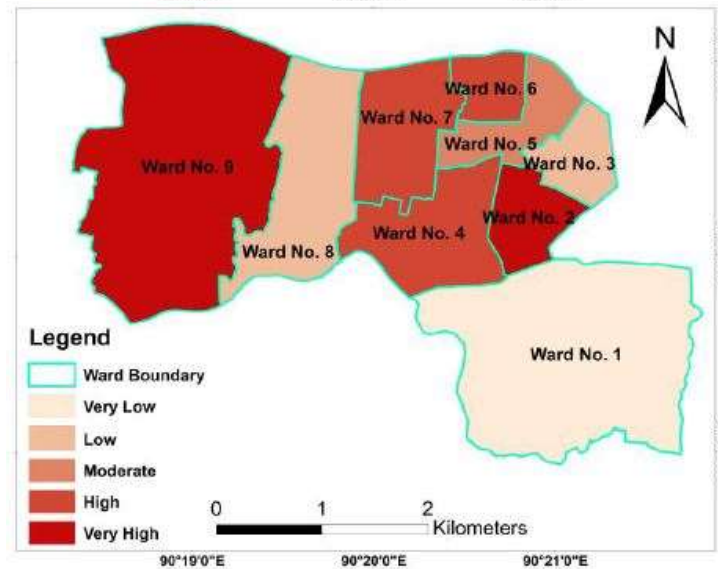 N
Ward No. 6
Ward No. 7
Ward No. 5
Ward No. 3
Ward No. 9
Ward No. 2
Ward No. 4
Ward No. 8
Legend
Ward No. 1
Ward Boundary
Very Low
Low
Moderate
High
Very High
0 1 2
Kilometers
90°19'0"E 90°20'0"E 90°21'0"E